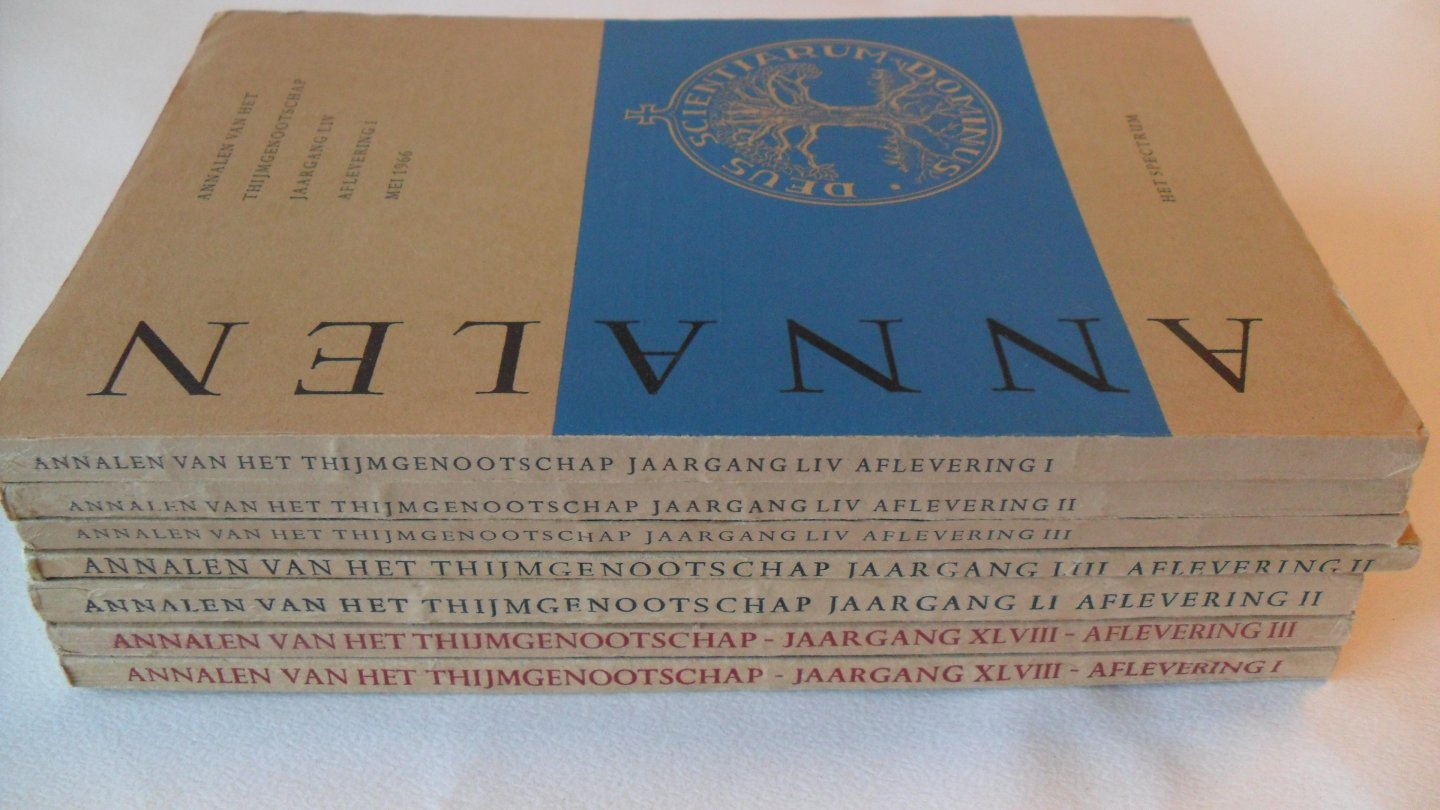 ANNALEN VAN HET
THIJMGENOOTSCHAP
JAARGANG LIV
AFLEVERING I
MEI 1966
DEUS · SCIENTIARUM DOMINUS ·
HET SPECTRUM
ANNALEN
ANNALEN VAN HET THIJMGENOOTSCHAP JAARGANG LIV AFLEVERING I
ANNALEN VAN HET THIJMGENOOTSCHAP JAARGANG LIV AFLEVERING II
ANNALEN VAN HET THIJMGENOOTSCHAP JAARGANG LIV AFLEVERING III
ANNALEN VAN HET THIJMGENOOTSCHAP JAARGANG LIII AFLEVERING II
ANNALEN VAN HET THIJMGENOOTSCHAP JAARGANG LI AFLEVERING II
ANNALEN VAN HET THIJMGENOOTSCHAP - JAARGANG XLVIII - AFLEVERING III
ANNALEN VAN HET THIJMGENOOTSCHAP - JAARGANG XLVIII - AFLEVERING I